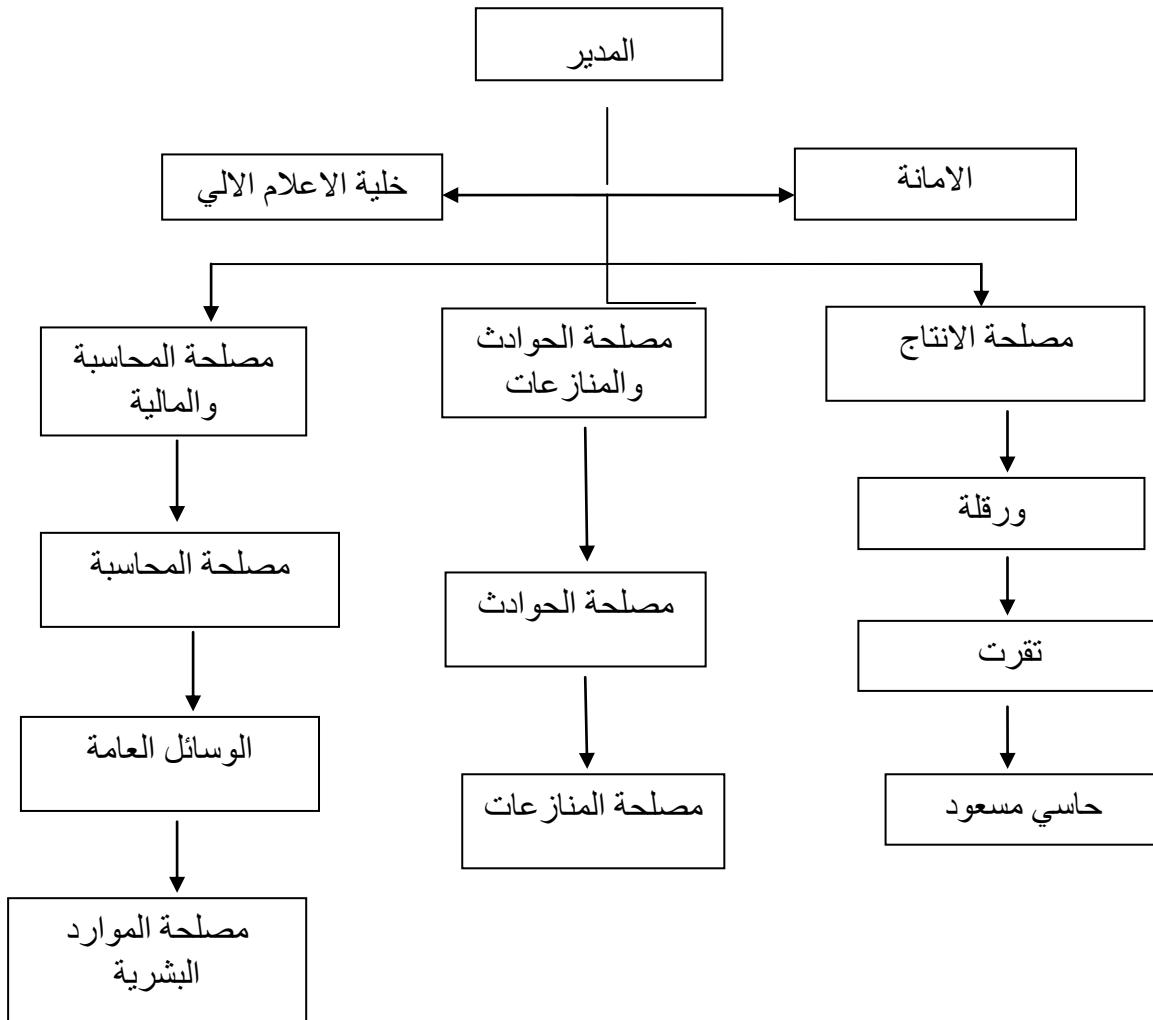 المدير
الامانة
خلية الاعلام الالي
مصلحة الانتاج
مصلحة الحوادث
والمنازعات
مصلحة المحاسبة
والمالية
ورقلة
مصلحة الحوادث
مصلحة المحاسبة
تقرت
الوسائل العامة
حاسي مسعود
مصلحة المنازعات
مصلحة الموارد
البشرية